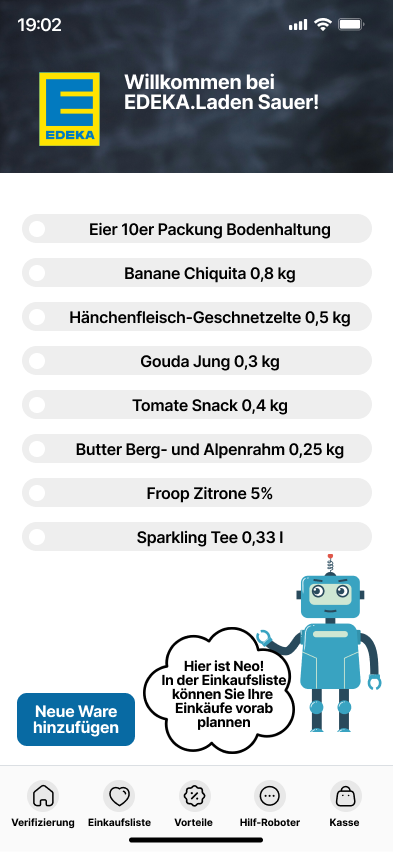 19:02
Willkommen bei
EDEKA.Laden Sauer!
EDEKA
Eier 10er Packung Bodenhaltung
Banane Chiquita 0,8 kg
Hänchenfleisch-Geschnetzelte 0,5 kg
Gouda Jung 0,3 kg
Tomate Snack 0,4 kg
Butter Berg- und Alpenrahm 0,25 kg
Froop Zitrone 5%
Sparkling Tee 0,33 l
Hier ist Neo!
In der Einkaufsliste
können Sie Ihre
Einkäufe vorab
plannen
Neue Ware
hinzufügen
Verifizierung Einkaufsliste Vorteile Hilf-Roboter Kasse